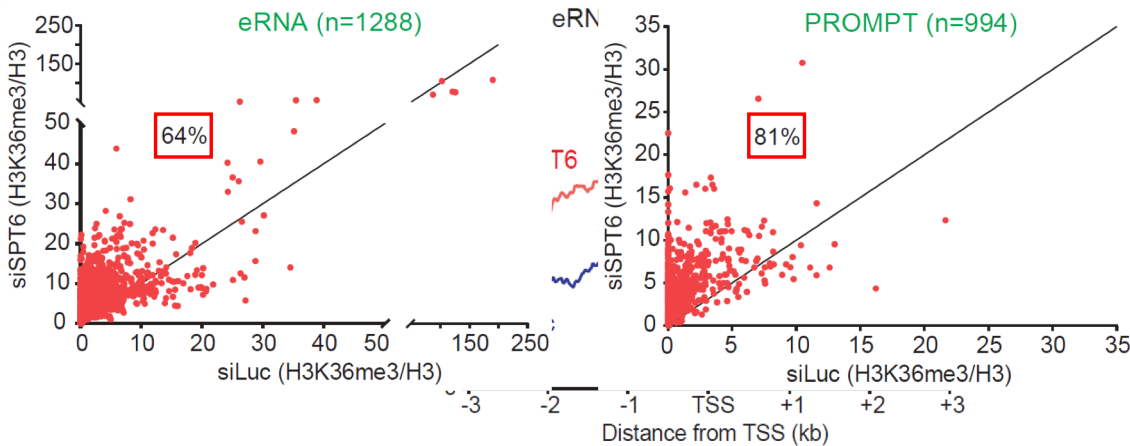 eRNA (n=1288)
siSPT6 (H3K36me3/H3)
250
150
50
40
30
20
10
0
64%
0 10 20 30 40 50 150 250
siLuc (H3K36me3/H3)
eRN
T6
PROMPT (n=994)
siSPT6 (H3K36me3/H3)
35
30
25
20
15
10
5
0
81%
0 5 10 15 20 25 30 35
siLuc (H3K36me3/H3)
-3 -2 -1 TSS +1 +2 +3
Distance from TSS (kb)